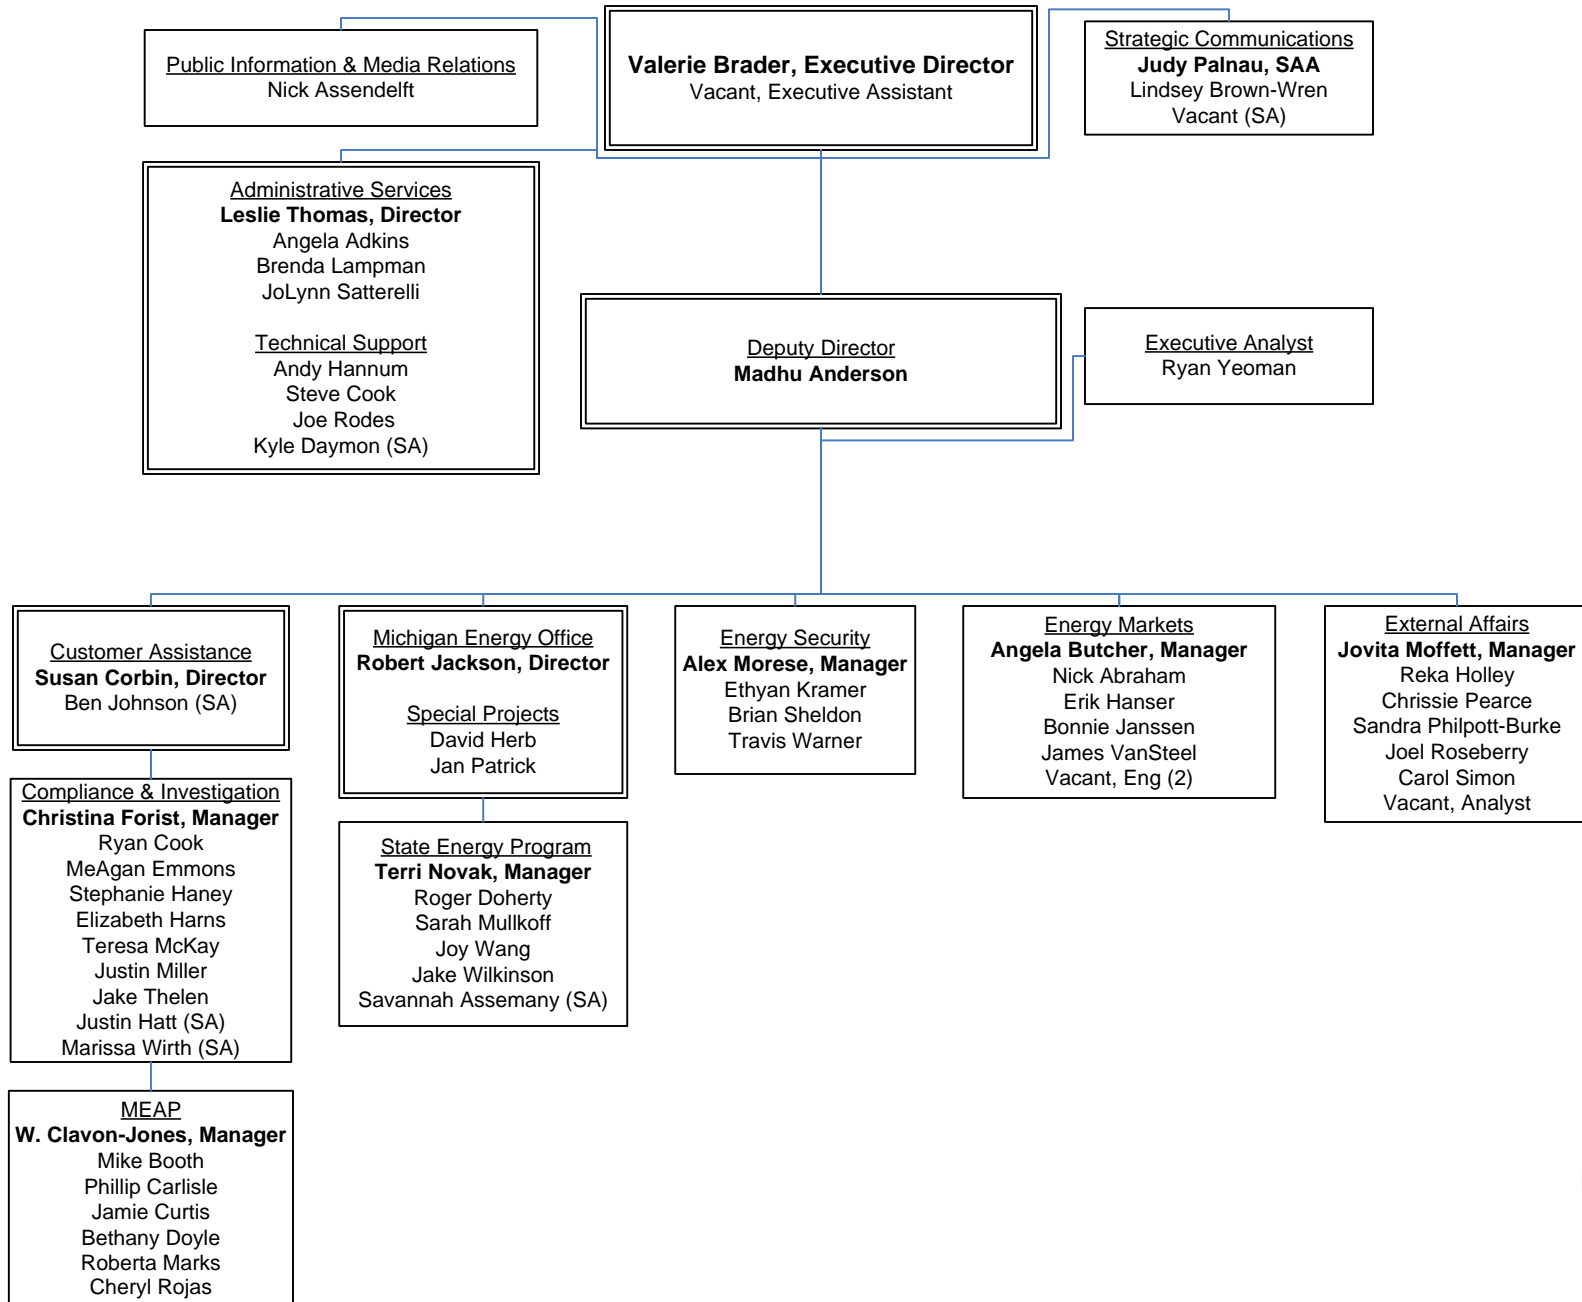 Public Information & Media Relations
Nick Assendelft
Valerie Brader, Executive Director
Vacant, Executive Assistant
Strategic Communications
Judy Palnau, SAA
Lindsey Brown-Wren
Vacant (SA)
Administrative Services
Leslie Thomas, Director
Angela Adkins
Brenda Lampman
JoLynn Satterelli
Technical Support
Andy Hannum
Steve Cook
Joe Rodes
Kyle Daymon (SA)
Deputy Director
Madhu Anderson
Executive Analyst
Ryan Yeoman
Customer Assistance
Susan Corbin, Director
Ben Johnson (SA)
Michigan Energy Office
Robert Jackson, Director
Special Projects
David Herb
Jan Patrick
Energy Security
Alex Morese, Manager
Ethyan Kramer
Brian Sheldon
Travis Warner
Energy Markets
Angela Butcher, Manager
Nick Abraham
Erik Hanser
Bonnie Janssen
James VanSteel
Vacant, Eng (2)
External Affairs
Jovita Moffett, Manager
Reka Holley
Chrissie Pearce
Sandra Philpott-Burke
Joel Roseberry
Carol Simon
Vacant, Analyst
Compliance & Investigation
Christina Forist, Manager
Ryan Cook
MeAgan Emmons
Stephanie Haney
Elizabeth Harns
Teresa McKay
Justin Miller
Jake Thelen
Justin Hatt (SA)
Marissa Wirth (SA)
State Energy Program
Terri Novak, Manager
Roger Doherty
Sarah Mullkoff
Joy Wang
Jake Wilkinson
Savannah Assemany (SA)
MEAP
W. Clavon-Jones, Manager
Mike Booth
Phillip Carlisle
Jamie Curtis
Bethany Doyle
Roberta Marks
Cheryl Rojas